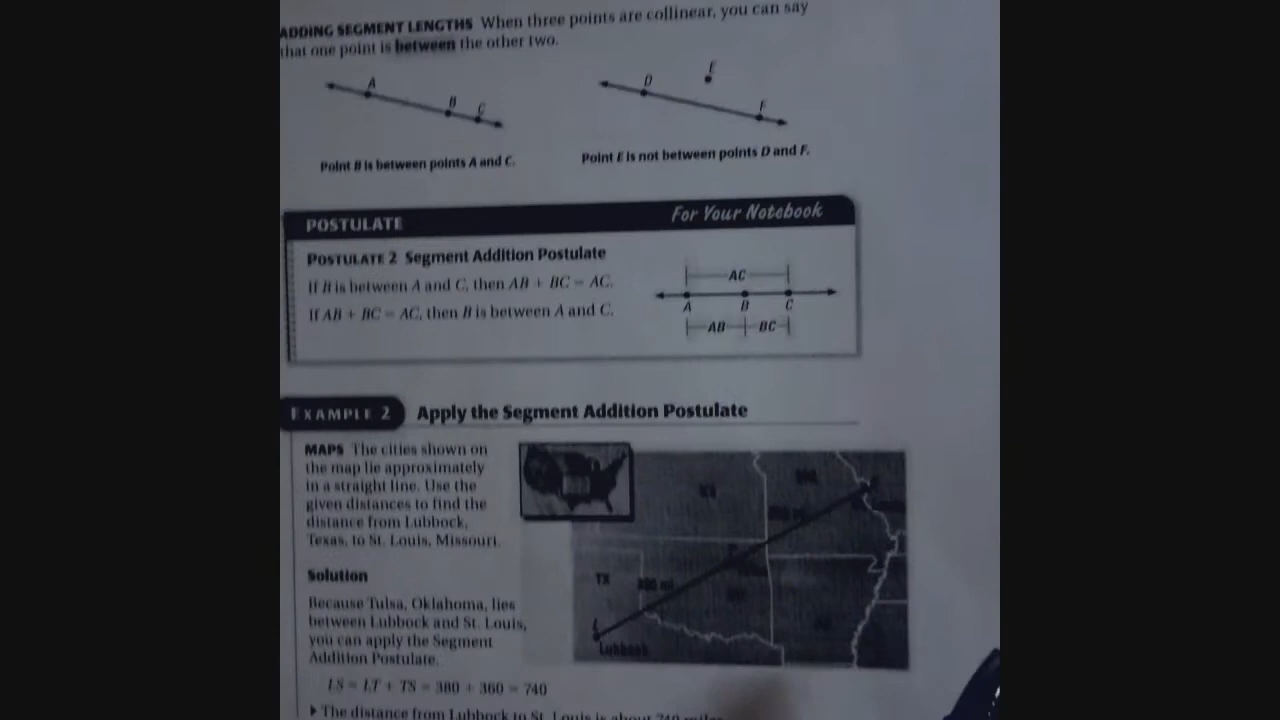 ADDING SEGMENT LENGTHS When three points are collinear, you can say
that one point is between the other two.
A B C
D E F
Point B is between points A and C.
Point E is not between points D and F.
POSTULATE
For Your Notebook
POSTULATE 2 Segment Addition Postulate
If B is between A and C, then AB + BC = AC.
If AB + BC = AC, then B is between A and C.
AC
A B C
AB BC
EXAMPLE 2 Apply the Segment Addition Postulate
MAPS The cities shown on
the map lie approximately
in a straight line. Use the
given distances to find the
distance from Lubbock,
Texas, to St. Louis, Missouri.
TX
380 mi
L
Lubbock
Solution
Because Tulsa, Oklahoma, lies
between Lubbock and St. Louis,
you can apply the Segment
Addition Postulate.
LS = LT + TS = 380 + 360 = 740
The distance from Lubbock to St. Louis is about 740 miles.